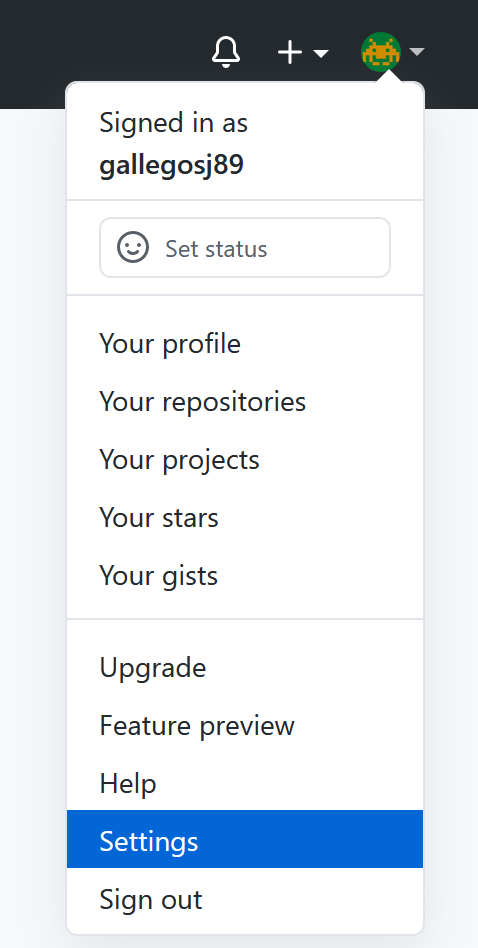 Signed in as
gallegosj89
Set status
Your profile
Your repositories
Your projects
Your stars
Your gists
Upgrade
Feature preview
Help
Settings
Sign out